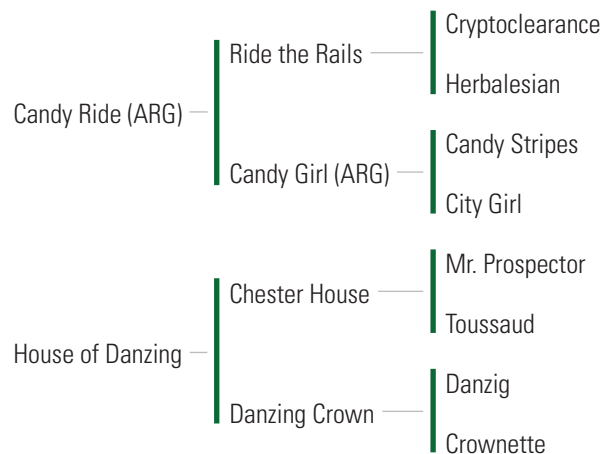 Cryptoclearance
Ride the Rails
Herbalesian
Candy Ride (ARG)
Candy Stripes
Candy Girl (ARG)
City Girl
Mr. Prospector
Chester House
Toussaud
House of Danzing
Danzig
Danzing Crown
Crownette